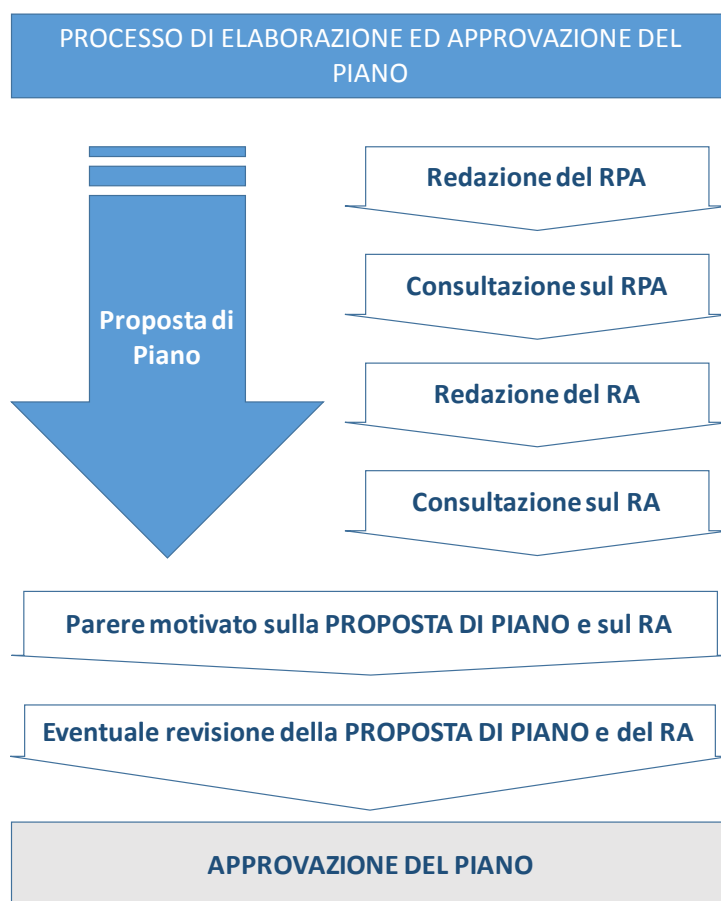 PROCESSO DI ELABORAZIONE ED APPROVAZIONE DEL
PIANO
Proposta di
Piano
Redazione del RPA
Consultazione sul RPA
Redazione del RA
Consultazione sul RA
Parere motivato sulla PROPOSTA DI PIANO e sul RA
Eventuale revisione della PROPOSTA DI PIANO e del RA
APPROVAZIONE DEL PIANO